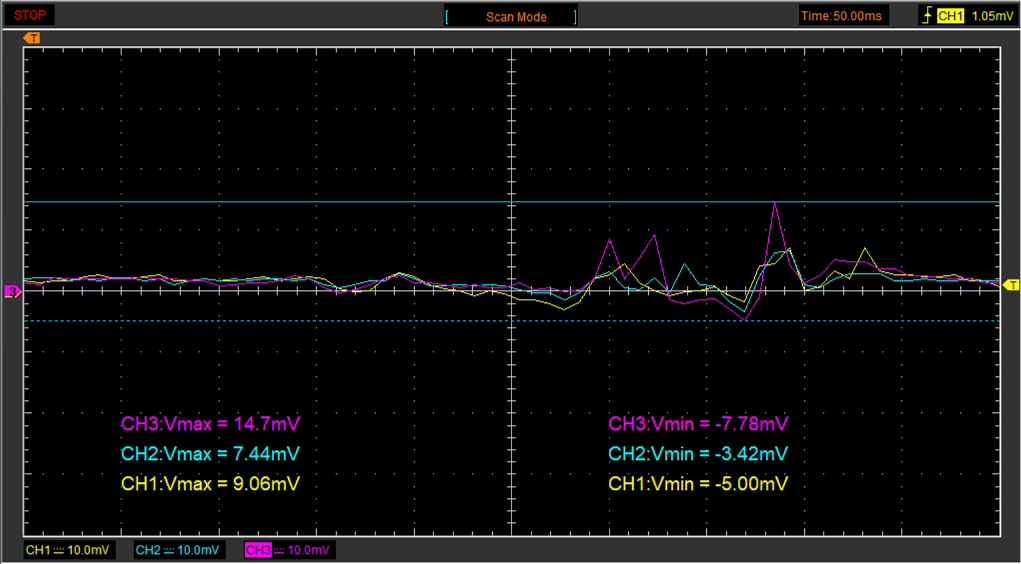 STOP
[ Scan Mode ]
Time:50.00ms
CH1 1.05mV
T
3
T
CH3:Vmax = 14.7mV
CH3:Vmin = -7.78mV
CH2:Vmax = 7.44mV
CH2:Vmin = -3.42mV
CH1:Vmax = 9.06mV
CH1:Vmin = -5.00mV
CH1 10.0mV
CH2 10.0mV
CH3 10.0mV